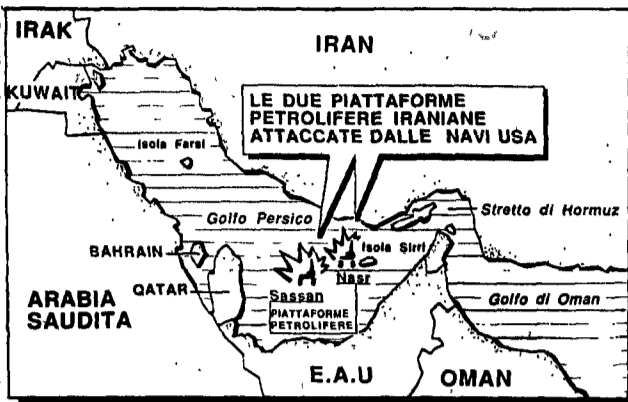 IRAK
IRAN
KUWAIT
LE DUE PIATTAFORME
PETROLIFERE IRANIANE
ATTACCATE DALLE NAVI USA
Isola Farsi
Golfo Persico
Stretto di Hormuz
BAHRAIN
Isola Sirri
Nasr
QATAR
Sassan
PIATTAFORME
PETROLIFERE
ARABIA
SAUDITA
Golfo di Oman
E.A.U
OMAN